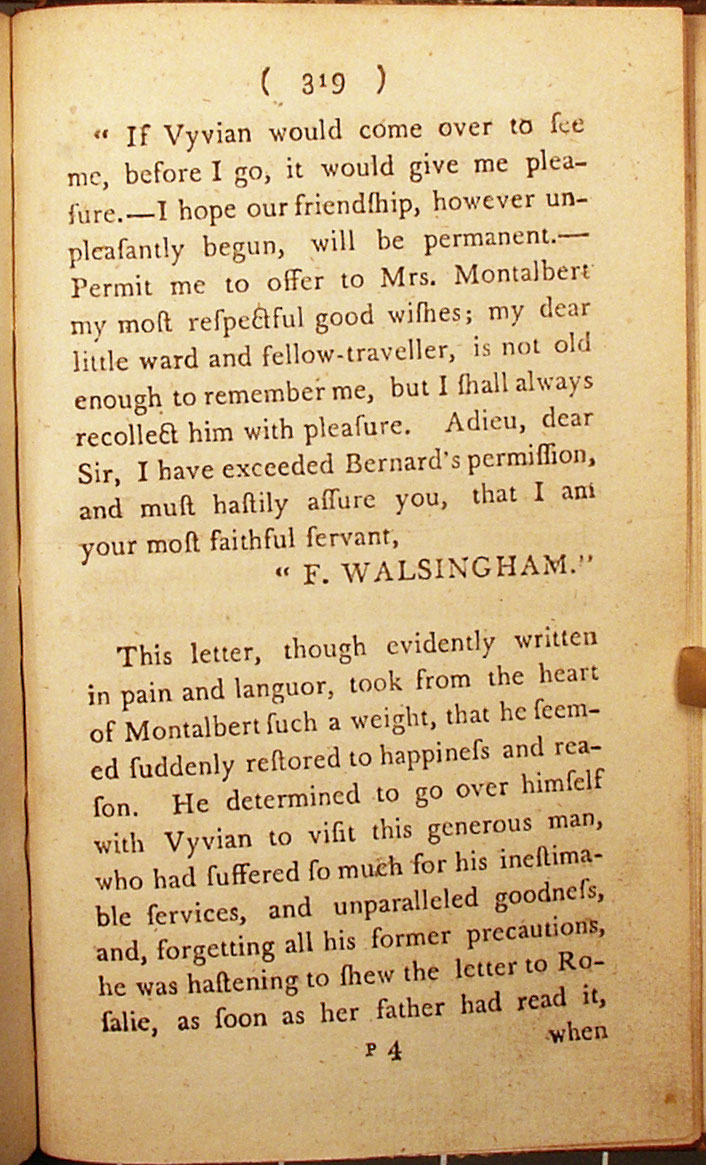 ( 319 )
“ If Vyvian would come over to ſee
me, before I go, it would give me plea-
ſure.—I hope our friendſhip, however un-
pleaſantly begun, will be permanent.—
Permit me to offer to Mrs. Montalbert
my moſt reſpectful good wiſhes; my dear
little ward and fellow-traveller, is not old
enough to remember me, but I ſhall always
recollect him with pleaſure. Adieu, dear
Sir, I have exceeded Bernard's permiſſion,
and muſt haſtily aſſure you, that I am
your moſt faithful ſervant,
“ F. WALSINGHAM.”
This letter, though evidently written
in pain and languor, took from the heart
of Montalbert ſuch a weight, that he ſeem-
ed ſuddenly reſtored to happineſs and rea-
ſon. He determined to go over himſelf
with Vyvian to viſit this generous man,
who had ſuffered ſo much for his ineſtima-
ble ſervices, and unparalleled goodneſs,
and, forgetting all his former precautions,
he was haſtening to ſhew the letter to Ro-
ſalie, as ſoon as her father had read it,
P 4 when